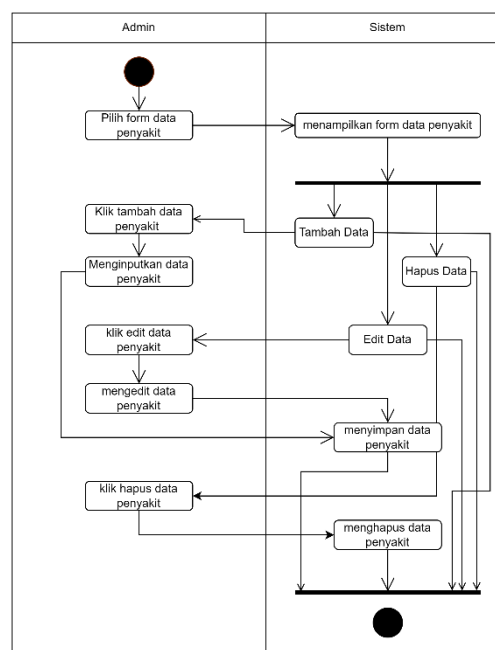 Admin
Sistem
Pilih form data
penyakit
menampilkan form data penyakit
Klik tambah data
penyakit
Tambah Data
Menginputkan data
penyakit
Hapus Data
klik edit data
penyakit
Edit Data
mengedit data
penyakit
menyimpan data
penyakit
klik hapus data
penyakit
menghapus data
penyakit